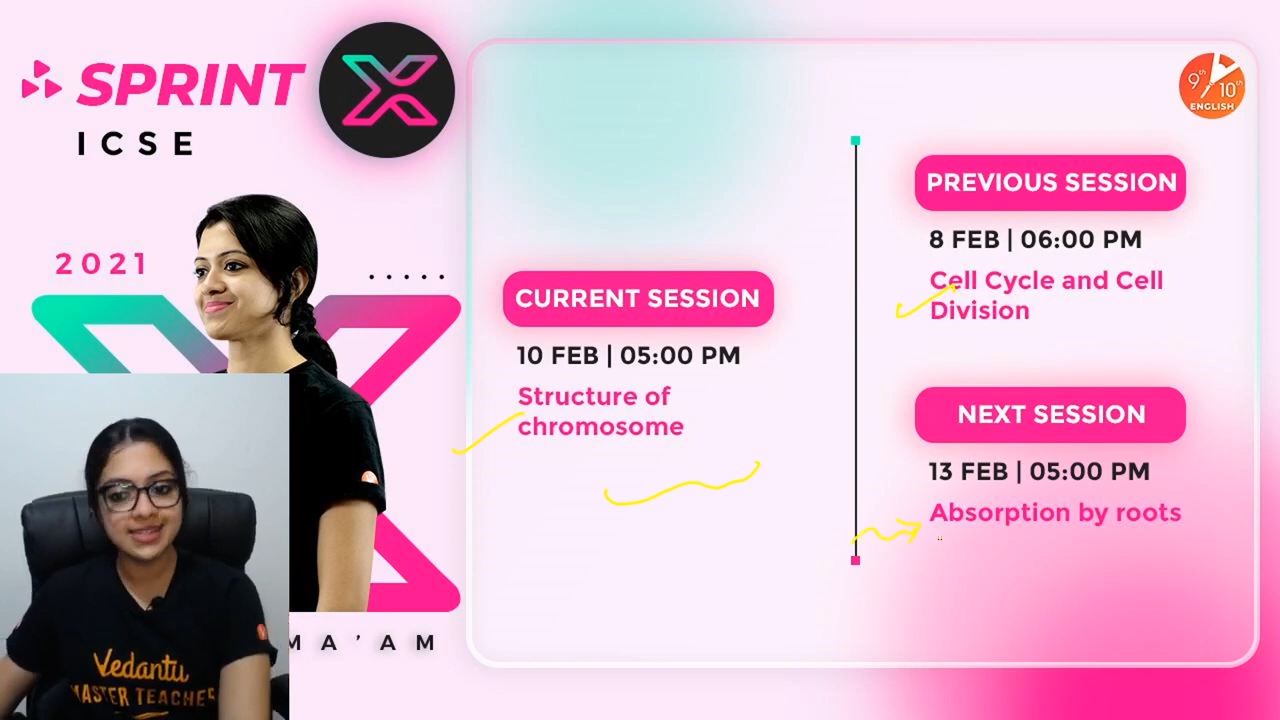 SPRINT
ICSE
2021
MA’AM
Vedantu
MASTER TEACHER
CURRENT SESSION
10 FEB | 05:00 PM
Structure of
chromosome
9th 10th
ENGLISH
PREVIOUS SESSION
8 FEB | 06:00 PM
Cell Cycle and Cell
Division
NEXT SESSION
13 FEB | 05:00 PM
Absorption by roots